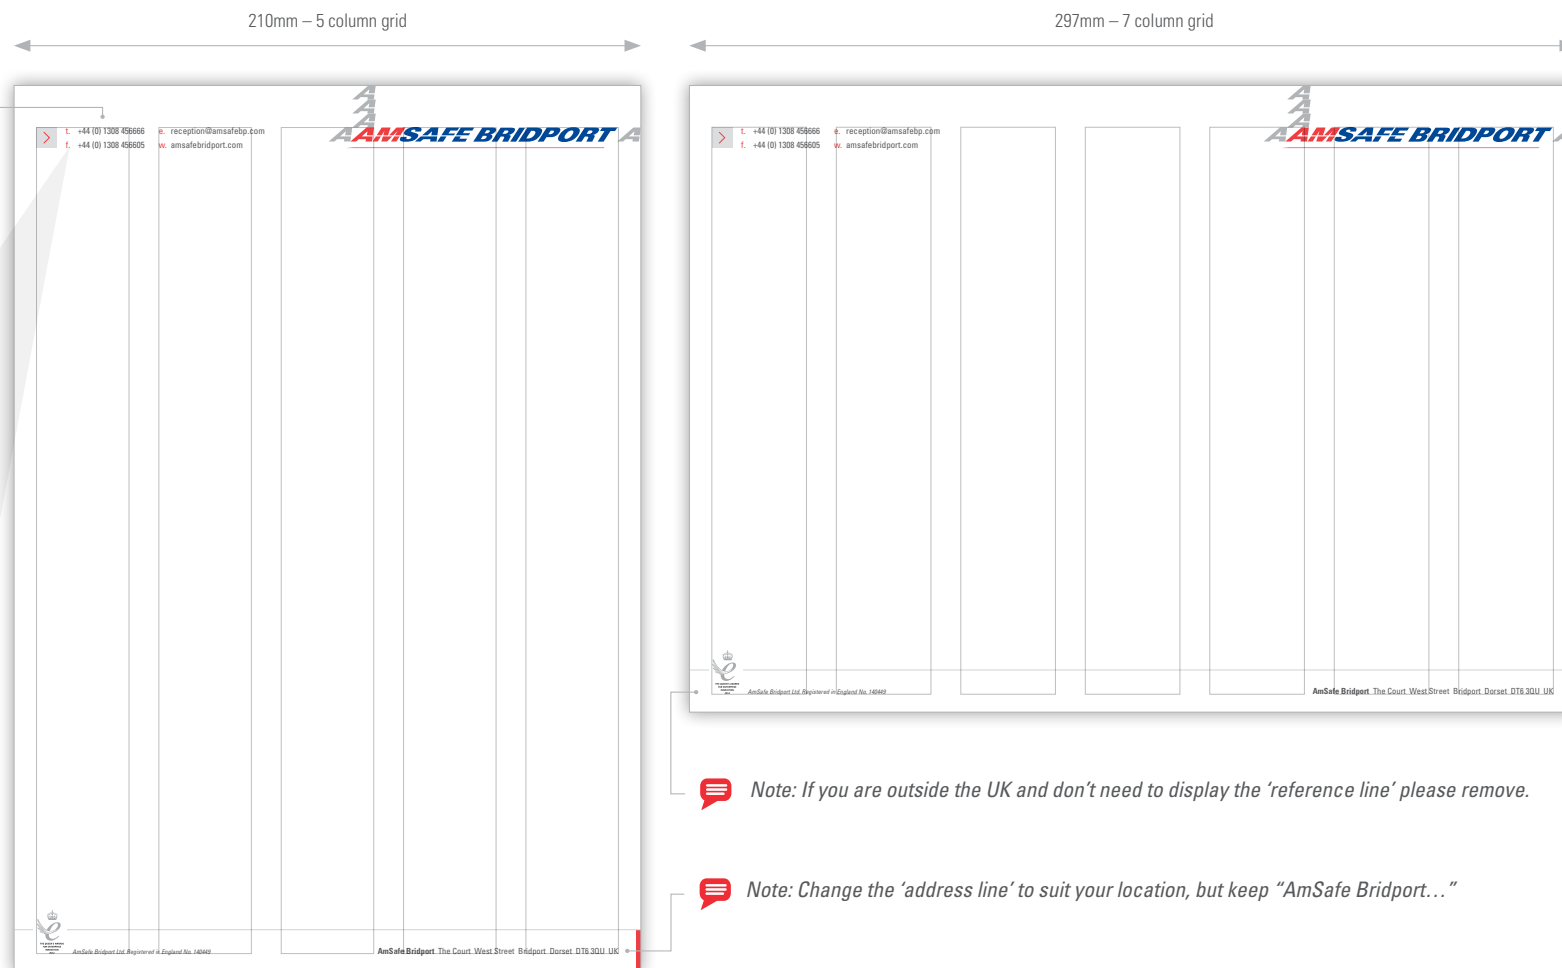 210mm – 5 column grid
297mm – 7 column grid
t. +44 (0) 1308 456666 e. reception@amsafebp.com
f. +44 (0) 1308 456605 w. amsafebridport.com
AMSAFE BRIDPORT
t. +44 (0) 1308 456666 e. reception@amsafebp.com
f. +44 (0) 1308 456605 w. amsafebridport.com
AMSAFE BRIDPORT
AmSafe Bridport Ltd. Registered in England No. 140449
AmSafe Bridport The Court West Street Bridport Dorset DT6 3QU UK
Note: If you are outside the UK and don’t need to display the ‘reference line’ please remove.
Note: Change the ‘address line’ to suit your location, but keep “AmSafe Bridport…”
AmSafe Bridport Ltd. Registered in England No. 140449
AmSafe Bridport The Court West Street Bridport Dorset DT6 3QU UK